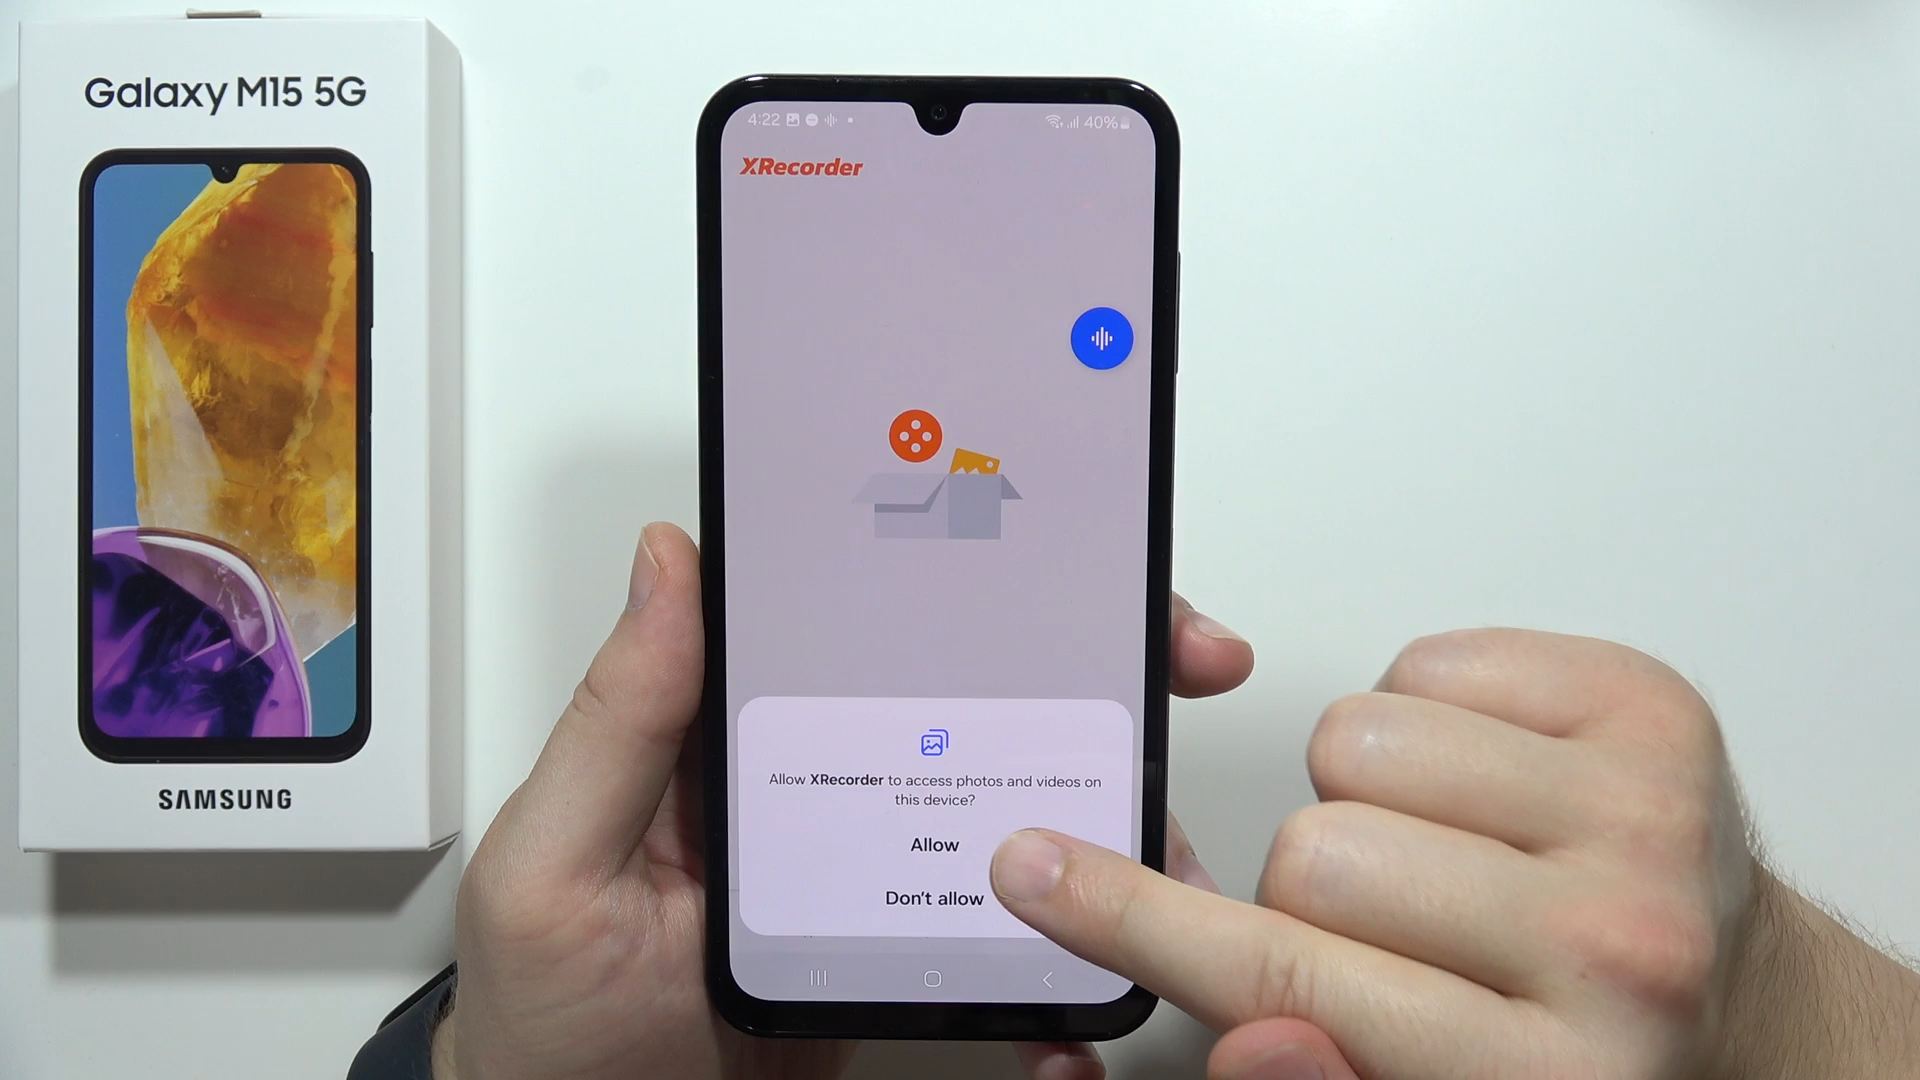 Galaxy M15 5G
SAMSUNG
4:22
40%
XRecorder
Allow XRecorder to access photos and videos on
this device?
Allow
Don't allow